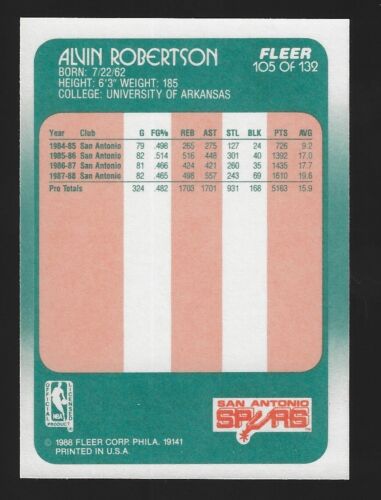 ALVIN ROBERTSON
FLEER
105 OF 132
BORN: 7/22/62
HEIGHT: 6'3" WEIGHT: 185
COLLEGE: UNIVERSITY OF ARKANSAS
Year Club G FG% REB AST STL BLK PTS AVG
1984-85 San Antonio 79 .498 265 275 127 24 726 9.2
1985-86 San Antonio 82 .514 516 448 301 40 1392 17.0
1986-87 San Antonio 81 .466 424 421 260 35 1435 17.7
1987-88 San Antonio 82 .465 498 557 243 69 1610 19.6
Pro Totals 324 .482 1703 1701 931 168 5163 15.9
OFFICIAL LICENSED
NBA
PRODUCT
SAN ANTONIO
SPURS
© 1988 FLEER CORP. PHILA. 19141
PRINTED IN U.S.A.